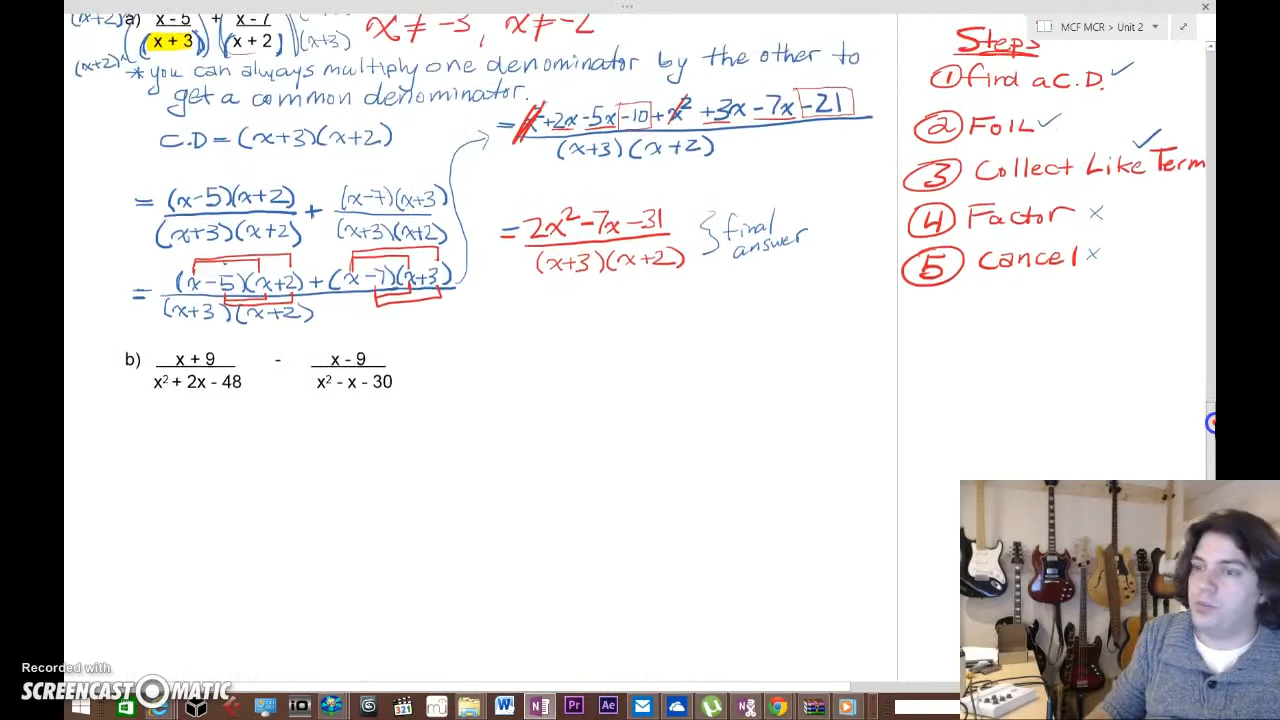 (x+2) a) x - 5 + x - 7 x ≠ -3, x ≠ -2
(x+2) (x + 3) (x + 2) (x+3)
*you can always multiply one denominator by the other to
get a common denominator.
C.D = (x+3)(x+2)
= (x-5)(x+2) + (x-7)(x+3)
(x+3)(x+2) (x+3)(x+2)
= (x-5)(x+2) + (x-7)(x+3)
(x+3)(x+2)
= x² +2x -5x -10 + x² +3x -7x -21
(x+3)(x+2)
= 2x² -7x -31
(x+3)(x+2)
final
answer
b) x + 9 - x - 9
x² + 2x - 48 x² - x - 30
MCF MCR > Unit 2
Steps
① find a C.D. ✓
② FOIL ✓
③ Collect Like Term ✓
④ Factor ×
⑤ Cancel ×
Recorded with
SCREENCAST-O-MATIC